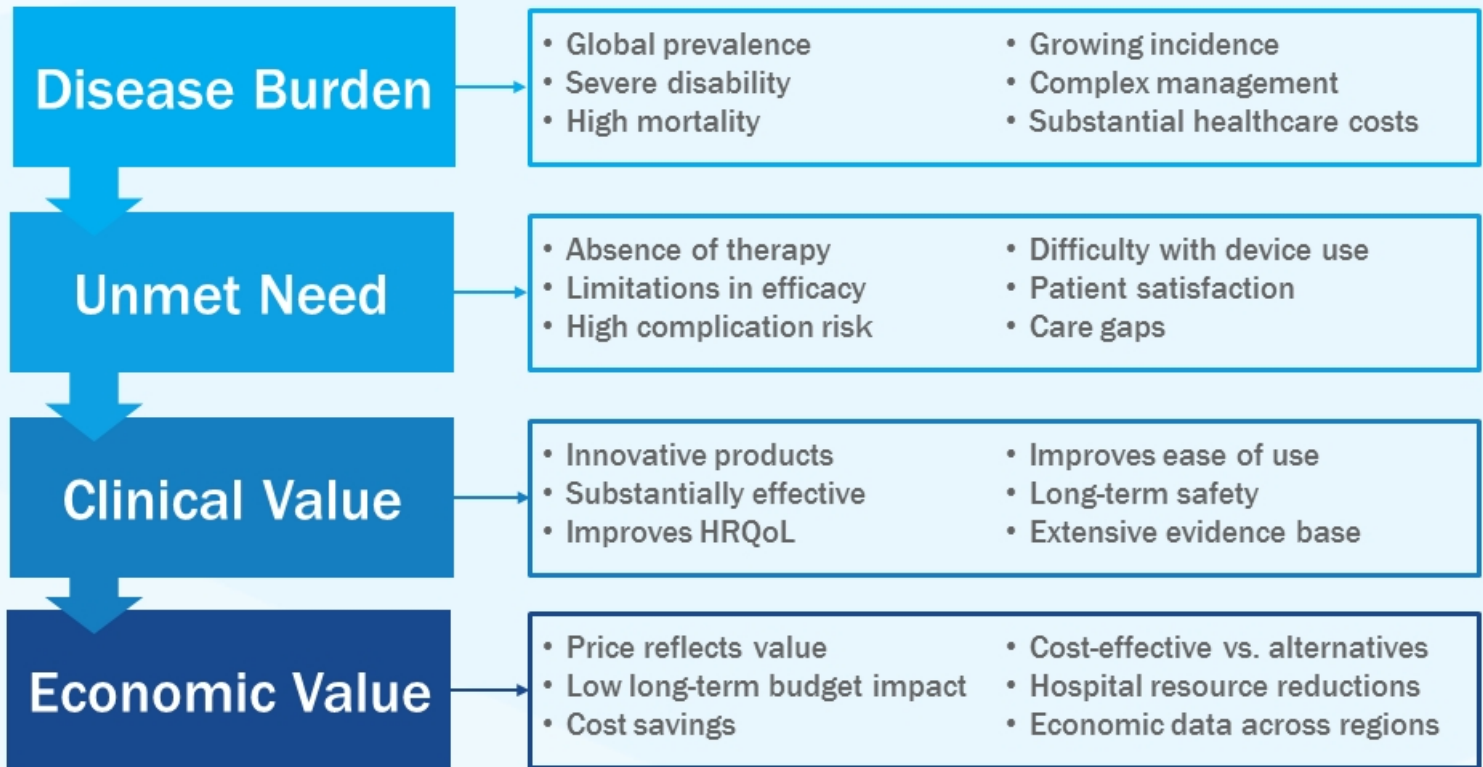 Disease Burden
• Global prevalence
• Severe disability
• High mortality
• Growing incidence
• Complex management
• Substantial healthcare costs
Unmet Need
• Absence of therapy
• Limitations in efficacy
• High complication risk
• Difficulty with device use
• Patient satisfaction
• Care gaps
Clinical Value
• Innovative products
• Substantially effective
• Improves HRQoL
• Improves ease of use
• Long-term safety
• Extensive evidence base
Economic Value
• Price reflects value
• Low long-term budget impact
• Cost savings
• Cost-effective vs. alternatives
• Hospital resource reductions
• Economic data across regions